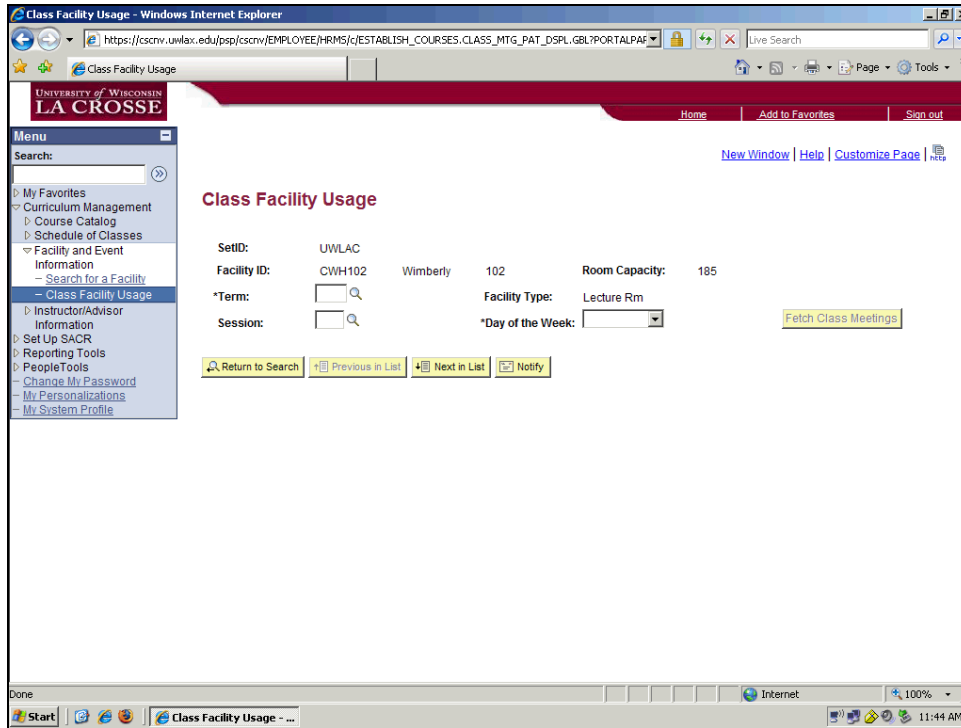 Class Facility Usage - Windows Internet Explorer
https://cscnv.uwlax.edu/psp/cscnv/EMPLOYEE/HRMS/c/ESTABLISH_COURSES.CLASS_MTG_PAT_DSPL.GBL?PORTALPAR
Live Search
Class Facility Usage
Page
Tools
UNIVERSITY of WISCONSIN
LA CROSSE
Home
Add to Favorites
Sign out
Menu
Search:
My Favorites
Curriculum Management
Course Catalog
Schedule of Classes
Facility and Event
Information
– Search for a Facility
– Class Facility Usage
Instructor/Advisor
Information
Set Up SACR
Reporting Tools
PeopleTools
– Change My Password
– My Personalizations
– My System Profile
New Window | Help | Customize Page |
http
Class Facility Usage
SetID: UWLAC
Facility ID: CWH102 Wimberly 102 Room Capacity: 185
*Term: Facility Type: Lecture Rm
Session: *Day of the Week: Fetch Class Meetings
Return to Search Previous in List Next in List Notify
Done Internet 100%
Start Class Facility Usage - ... 11:44 AM